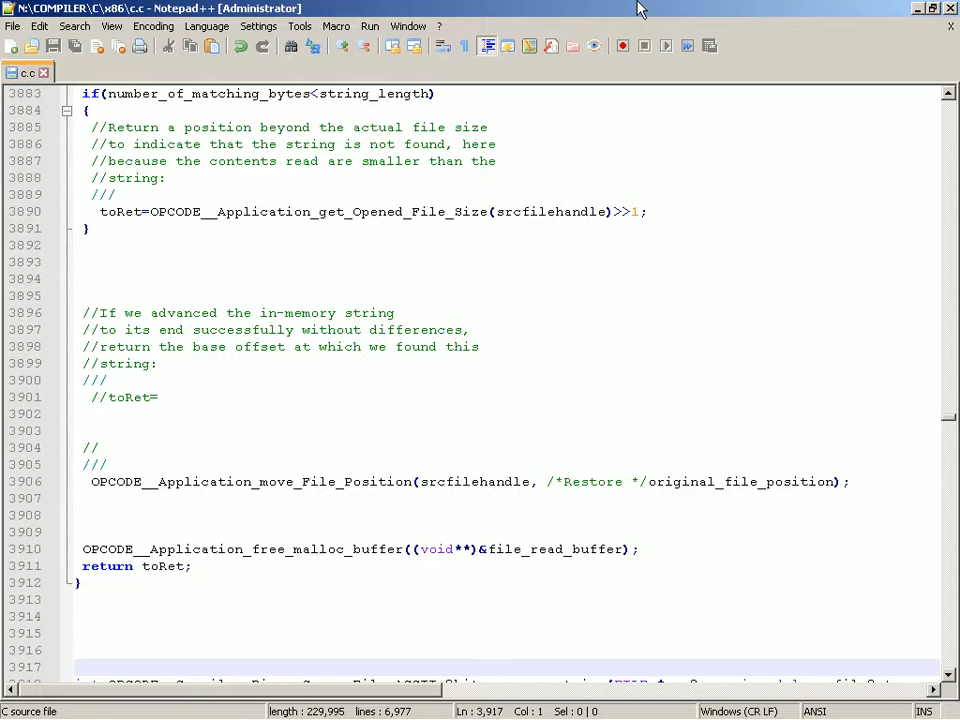 N:\COMPILER\C\x86\c.c - Notepad++ [Administrator]
File Edit Search View Encoding Language Settings Tools Macro Run Window ? X
c.c
3883 if(number_of_matching_bytes<string_length)
3884 {
3885 //Return a position beyond the actual file size
3886 //to indicate that the string is not found, here
3887 //because the contents read are smaller than the
3888 //string:
3889 ///
3890 toRet=OPCODE__Application_get_Opened_File_Size(srcfilehandle)>>1;
3891 }
3892
3893
3894
3895
3896 //If we advanced the in-memory string
3897 //to its end successfully without differences,
3898 //return the base offset at which we found this
3899 //string:
3900 ///
3901 //toRet=
3902
3903
3904 //
3905 ///
3906 OPCODE__Application_move_File_Position(srcfilehandle, /*Restore */original_file_position);
3907
3908
3909
3910 OPCODE__Application_free_malloc_buffer((void**)&file_read_buffer);
3911 return toRet;
3912 }
3913
3914
3915
3916
3917
C source file length : 229,995 lines : 6,977 Ln : 3,917 Col : 1 Sel : 0 | 0 Windows (CR LF) ANSI INS